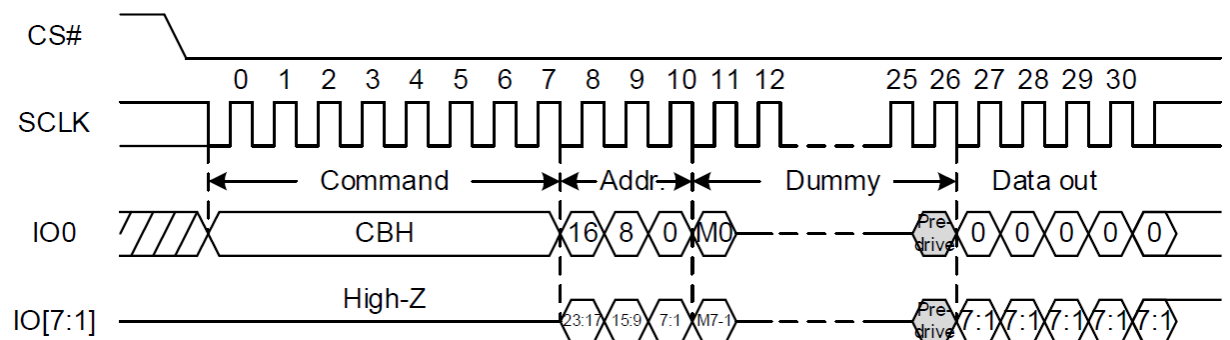 CS#
0 1 2 3 4 5 6 7 8 9 10 11 12 25 26 27 28 29 30
SCLK
Command Addr. Dummy Data out
IO0 CBH 16 8 0 M0 Pre-drive 0 0 0 0 0
High-Z
IO[7:1] 23:17 15:9 7:1 M7-1 Pre-drive 7:1 7:1 7:1 7:1 7:1